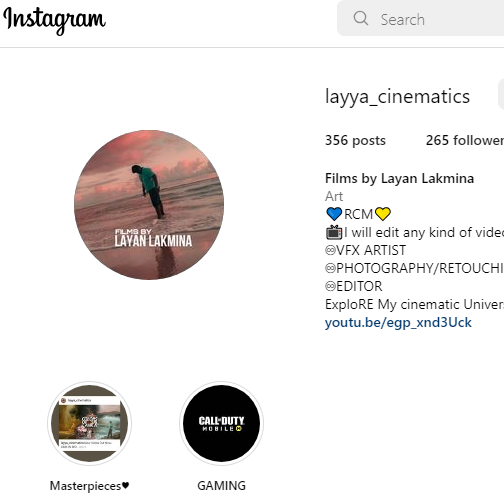 Instagram
Search
layya_cinematics
356 posts 265 follower
Films by Layan Lakmina
Art
💙RCM💛
📺I will edit any kind of video
♾VFX ARTIST
♾PHOTOGRAPHY/RETOUCHI
♾EDITOR
ExploRE My cinematic Univer
youtu.be/egp_xnd3Uck
FILMS BY
LAYAN LAKMINA
layya_cinematics
CALL OF DUTY
MOBILE
Masterpieces♥
GAMING